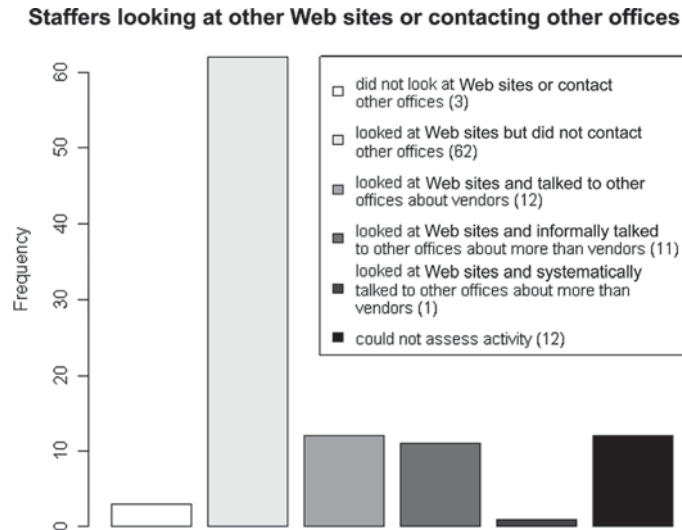 Staffers looking at other Web sites or contacting other offices
Frequency
60
50
40
30
20
10
0
did not look at Web sites or contact
other offices (3)
looked at Web sites but did not contact
other offices (62)
looked at Web sites and talked to other
offices about vendors (12)
looked at Web sites and informally talked
to other offices about more than vendors (11)
looked at Web sites and systematically
talked to other offices about more than
vendors (1)
could not assess activity (12)